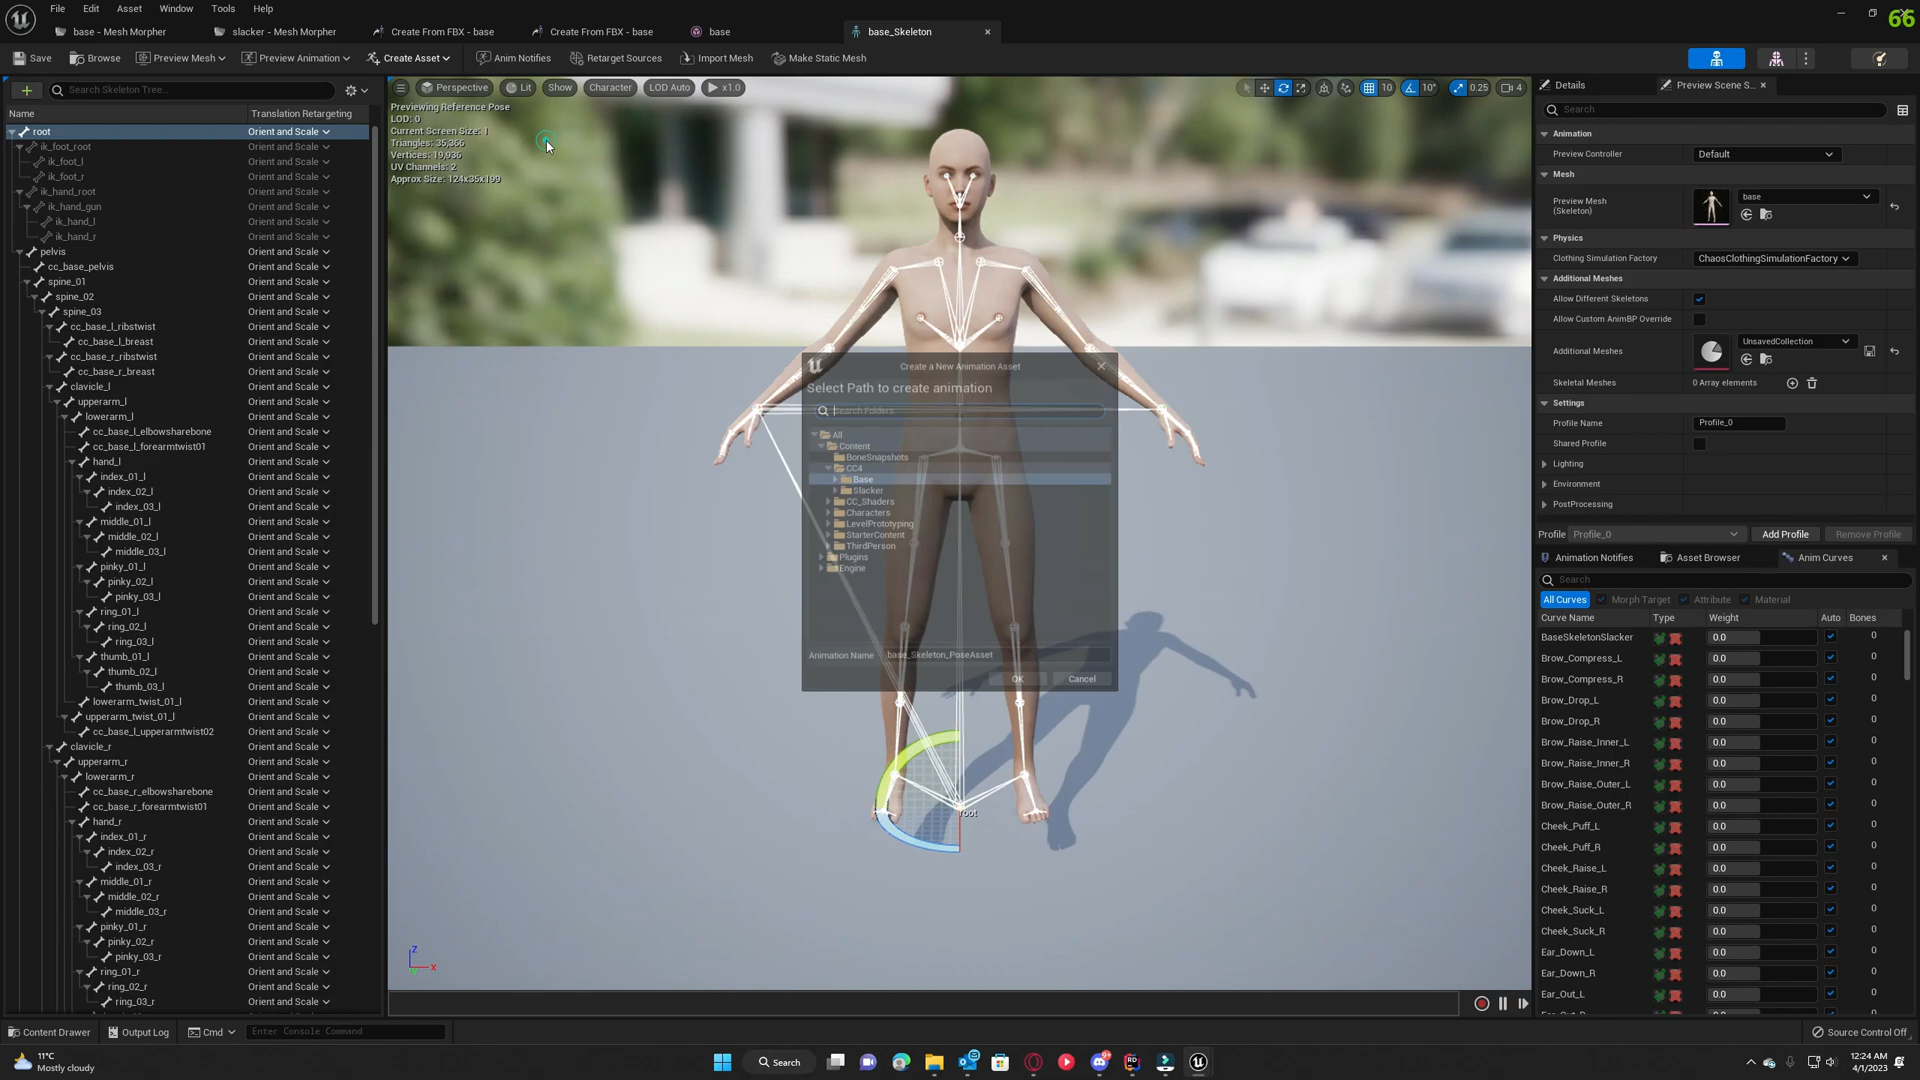 File Edit Asset Window Tools Help
66
base - Mesh Morpher
slacker - Mesh Morpher
Create From FBX - base
Create From FBX - base
base
base_Skeleton
Save
Browse
Preview Mesh
Preview Animation
Create Asset
Anim Notifies
Retarget Sources
Import Mesh
Make Static Mesh
Search Skeleton Tree...
Name
Translation Retargeting
root Orient and Scale
ik_foot_root Orient and Scale
ik_foot_l Orient and Scale
ik_foot_r Orient and Scale
ik_hand_root Orient and Scale
ik_hand_gun Orient and Scale
ik_hand_l Orient and Scale
ik_hand_r Orient and Scale
pelvis Orient and Scale
cc_base_pelvis Orient and Scale
spine_01 Orient and Scale
spine_02 Orient and Scale
spine_03 Orient and Scale
cc_base_l_ribstwist Orient and Scale
cc_base_l_breast Orient and Scale
cc_base_r_ribstwist Orient and Scale
cc_base_r_breast Orient and Scale
clavicle_l Orient and Scale
upperarm_l Orient and Scale
lowerarm_l Orient and Scale
cc_base_l_elbowsharebone Orient and Scale
cc_base_l_forearmtwist01 Orient and Scale
hand_l Orient and Scale
index_01_l Orient and Scale
index_02_l Orient and Scale
index_03_l Orient and Scale
middle_01_l Orient and Scale
middle_02_l Orient and Scale
middle_03_l Orient and Scale
pinky_01_l Orient and Scale
pinky_02_l Orient and Scale
pinky_03_l Orient and Scale
ring_01_l Orient and Scale
ring_02_l Orient and Scale
ring_03_l Orient and Scale
thumb_01_l Orient and Scale
thumb_02_l Orient and Scale
thumb_03_l Orient and Scale
lowerarm_twist_01_l Orient and Scale
upperarm_twist_01_l Orient and Scale
cc_base_l_upperarmtwist02 Orient and Scale
clavicle_r Orient and Scale
upperarm_r Orient and Scale
lowerarm_r Orient and Scale
cc_base_r_elbowsharebone Orient and Scale
cc_base_r_forearmtwist01 Orient and Scale
hand_r Orient and Scale
index_01_r Orient and Scale
index_02_r Orient and Scale
index_03_r Orient and Scale
middle_01_r Orient and Scale
middle_02_r Orient and Scale
middle_03_r Orient and Scale
pinky_01_r Orient and Scale
pinky_02_r Orient and Scale
pinky_03_r Orient and Scale
ring_01_r Orient and Scale
ring_02_r Orient and Scale
ring_03_r Orient and Scale
Perspective Lit Show Character LOD Auto x1.0
10 10° 0.25 4
Previewing Reference Pose
LOD: 0
Current Screen Size: 1
Triangles: 35,366
Vertices: 19,936
UV Channels: 2
Approx Size: 124x35x199
Create a New Animation Asset
Select Path to create animation
Search Folders
All
Content
BoneSnapshots
CC4
Base
Slacker
CC_Shaders
Characters
LevelPrototyping
StarterContent
ThirdPerson
Plugins
Engine
Animation Name base_Skeleton_PoseAsset
OK Cancel
root
Z
X
Details
Preview Scene S...
Search
Animation
Preview Controller Default
Mesh
Preview Mesh
(Skeleton)
base
Physics
Clothing Simulation Factory ChaosClothingSimulationFactory
Additional Meshes
Allow Different Skeletons
Allow Custom AnimBP Override
Additional Meshes UnsavedCollection
Skeletal Meshes 0 Array elements
Settings
Profile Name Profile_0
Shared Profile
Lighting
Environment
PostProcessing
Profile Profile_0 Add Profile Remove Profile
Animation Notifies Asset Browser Anim Curves
Search
All Curves Morph Target Attribute Material
Curve Name Type Weight Auto Bones
BaseSkeletonSlacker 0.0 0
Brow_Compress_L 0.0 0
Brow_Compress_R 0.0 0
Brow_Drop_L 0.0 0
Brow_Drop_R 0.0 0
Brow_Raise_Inner_L 0.0 0
Brow_Raise_Inner_R 0.0 0
Brow_Raise_Outer_L 0.0 0
Brow_Raise_Outer_R 0.0 0
Cheek_Puff_L 0.0 0
Cheek_Puff_R 0.0 0
Cheek_Raise_L 0.0 0
Cheek_Raise_R 0.0 0
Cheek_Suck_L 0.0 0
Cheek_Suck_R 0.0 0
Ear_Down_L 0.0 0
Ear_Down_R 0.0 0
Ear_Out_L 0.0 0
Content Drawer Output Log Cmd Enter Console Command
Source Control Off
11°C
Mostly cloudy
Search
12:24 AM
4/1/2023